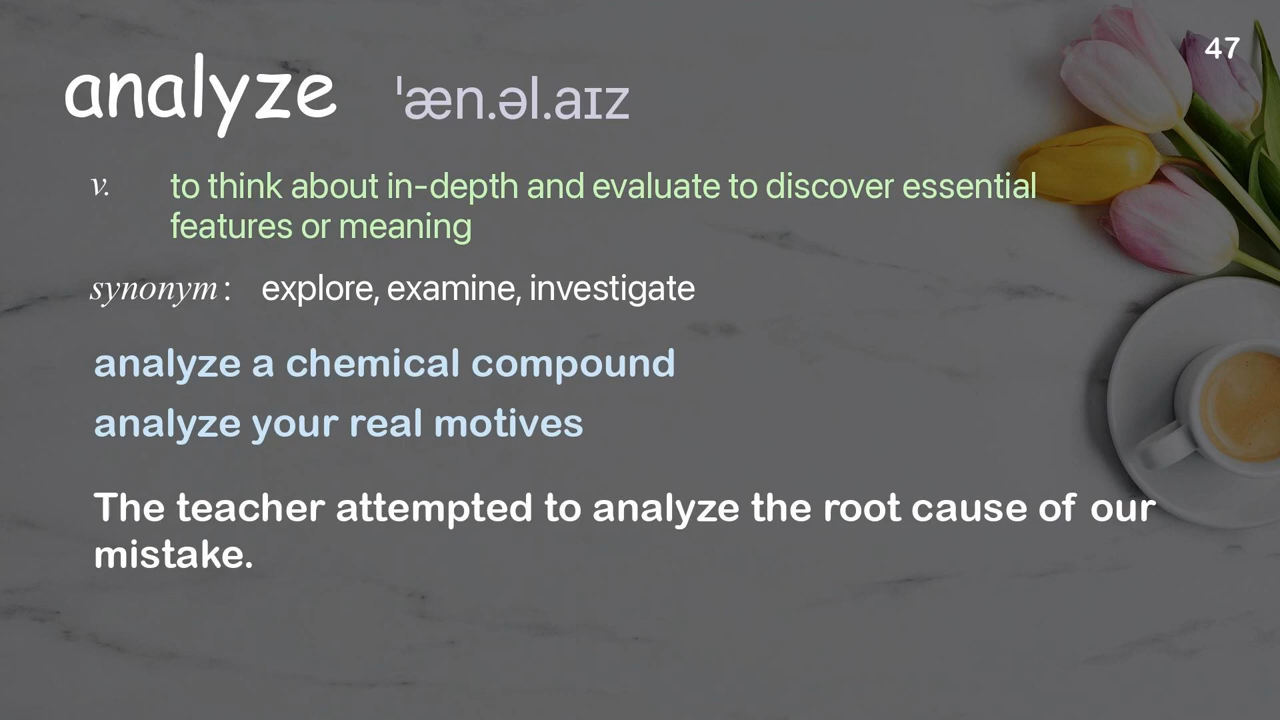 47
analyze ˈæn.əl.aɪz
v. to think about in-depth and evaluate to discover essential
features or meaning
synonym : explore, examine, investigate
analyze a chemical compound
analyze your real motives
The teacher attempted to analyze the root cause of our
mistake.